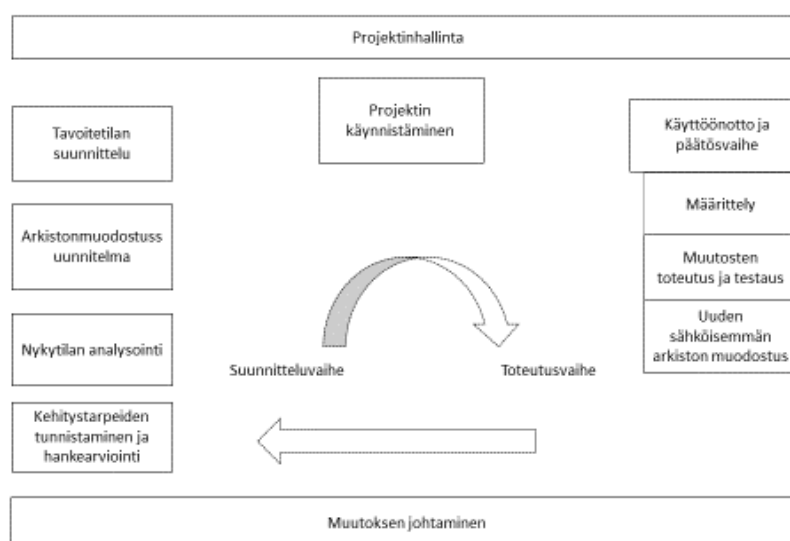 Projektinhallinta
Projektin
käynnistäminen
Tavoitetilan
suunnittelu
Käyttöönotto ja
päätösvaihe
Määrittely
Arkistonmuodostuss
uunnitelma
Muutosten
toteutus ja testaus
Uuden
sähköisemmän
arkiston muodostus
Nykytilan analysointi
Suunnitteluvaihe
Toteutusvaihe
Kehitystarpeiden
tunnistaminen ja
hankearviointi
Muutoksen johtaminen